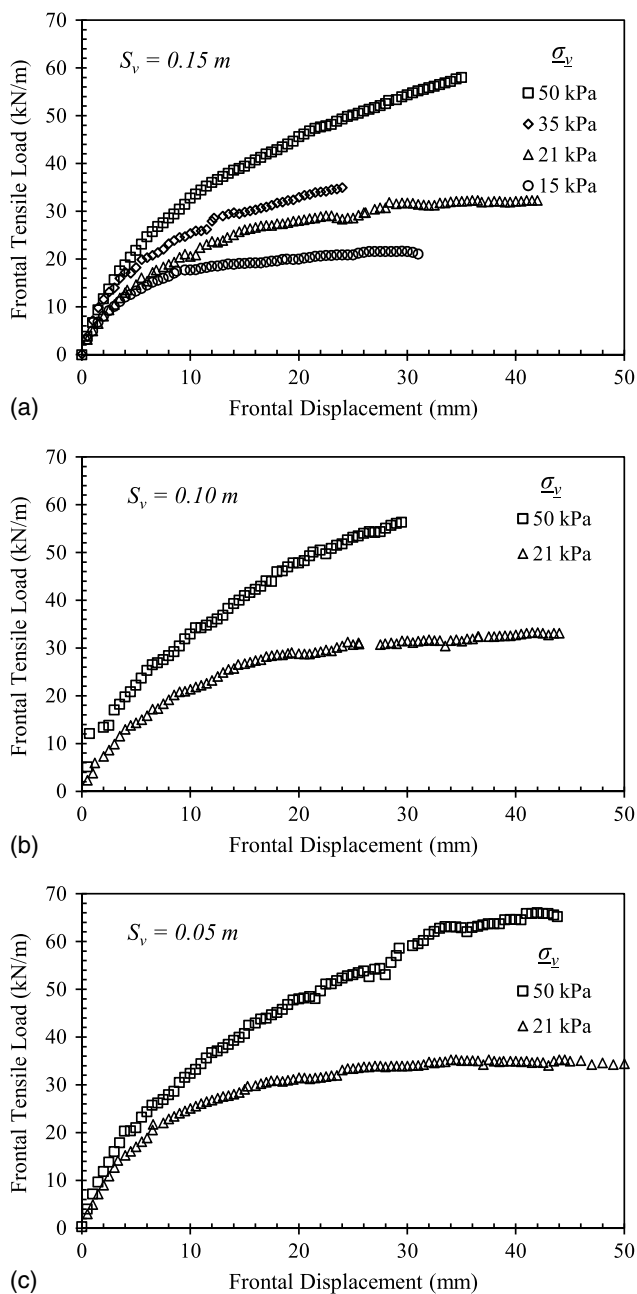 70
60
50
40
30
20
10
0
Frontal Tensile Load (kN/m)
S_v = 0.15 m
σ_v
50 kPa
35 kPa
21 kPa
15 kPa
0 10 20 30 40 50
(a) Frontal Displacement (mm)
70
60
50
40
30
20
10
0
Frontal Tensile Load (kN/m)
S_v = 0.10 m
σ_v
50 kPa
21 kPa
0 10 20 30 40 50
(b) Frontal Displacement (mm)
70
60
50
40
30
20
10
0
Frontal Tensile Load (kN/m)
S_v = 0.05 m
σ_v
50 kPa
21 kPa
0 10 20 30 40 50
(c) Frontal Displacement (mm)